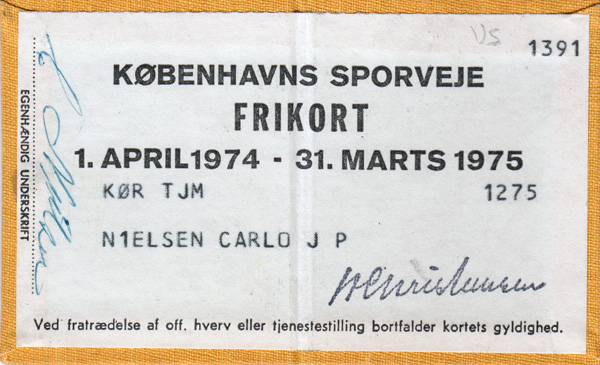 VS
1391
KØBENHAVNS SPORVEJE
FRIKORT
1. APRIL 1974 - 31. MARTS 1975
KØR TJM 1275
N1ELSEN CARLO J P
EGENHÆNDIG UNDERSKRIFT
Ved fratrædelse af off. hverv eller tjenestestilling bortfalder kortets gyldighed.